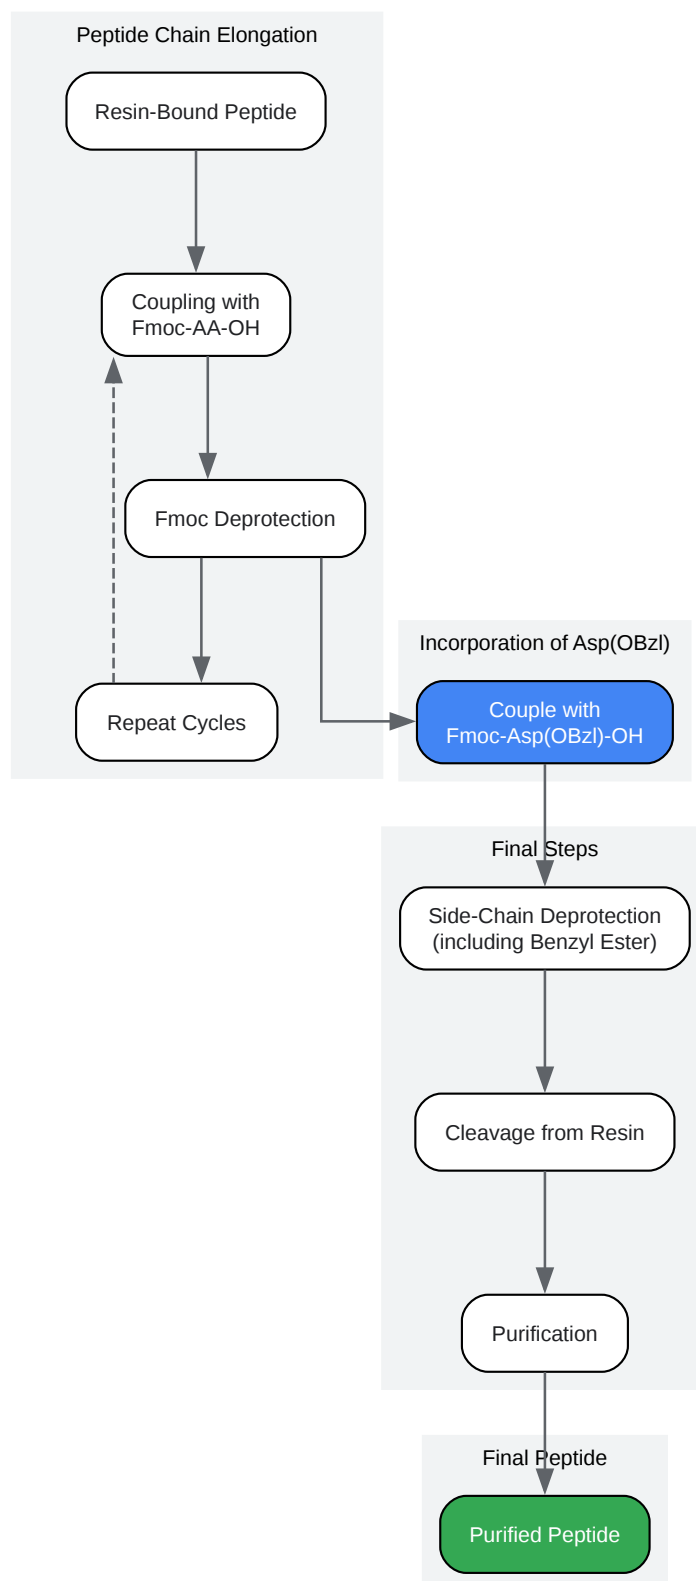 Peptide Chain Elongation
Resin-Bound Peptide
Coupling with
Fmoc-AA-OH
Fmoc Deprotection
Repeat Cycles
Incorporation of Asp(OBzl)
Couple with
Fmoc-Asp(OBzl)-OH
Final Steps
Side-Chain Deprotection
(including Benzyl Ester)
Cleavage from Resin
Purification
Final Peptide
Purified Peptide